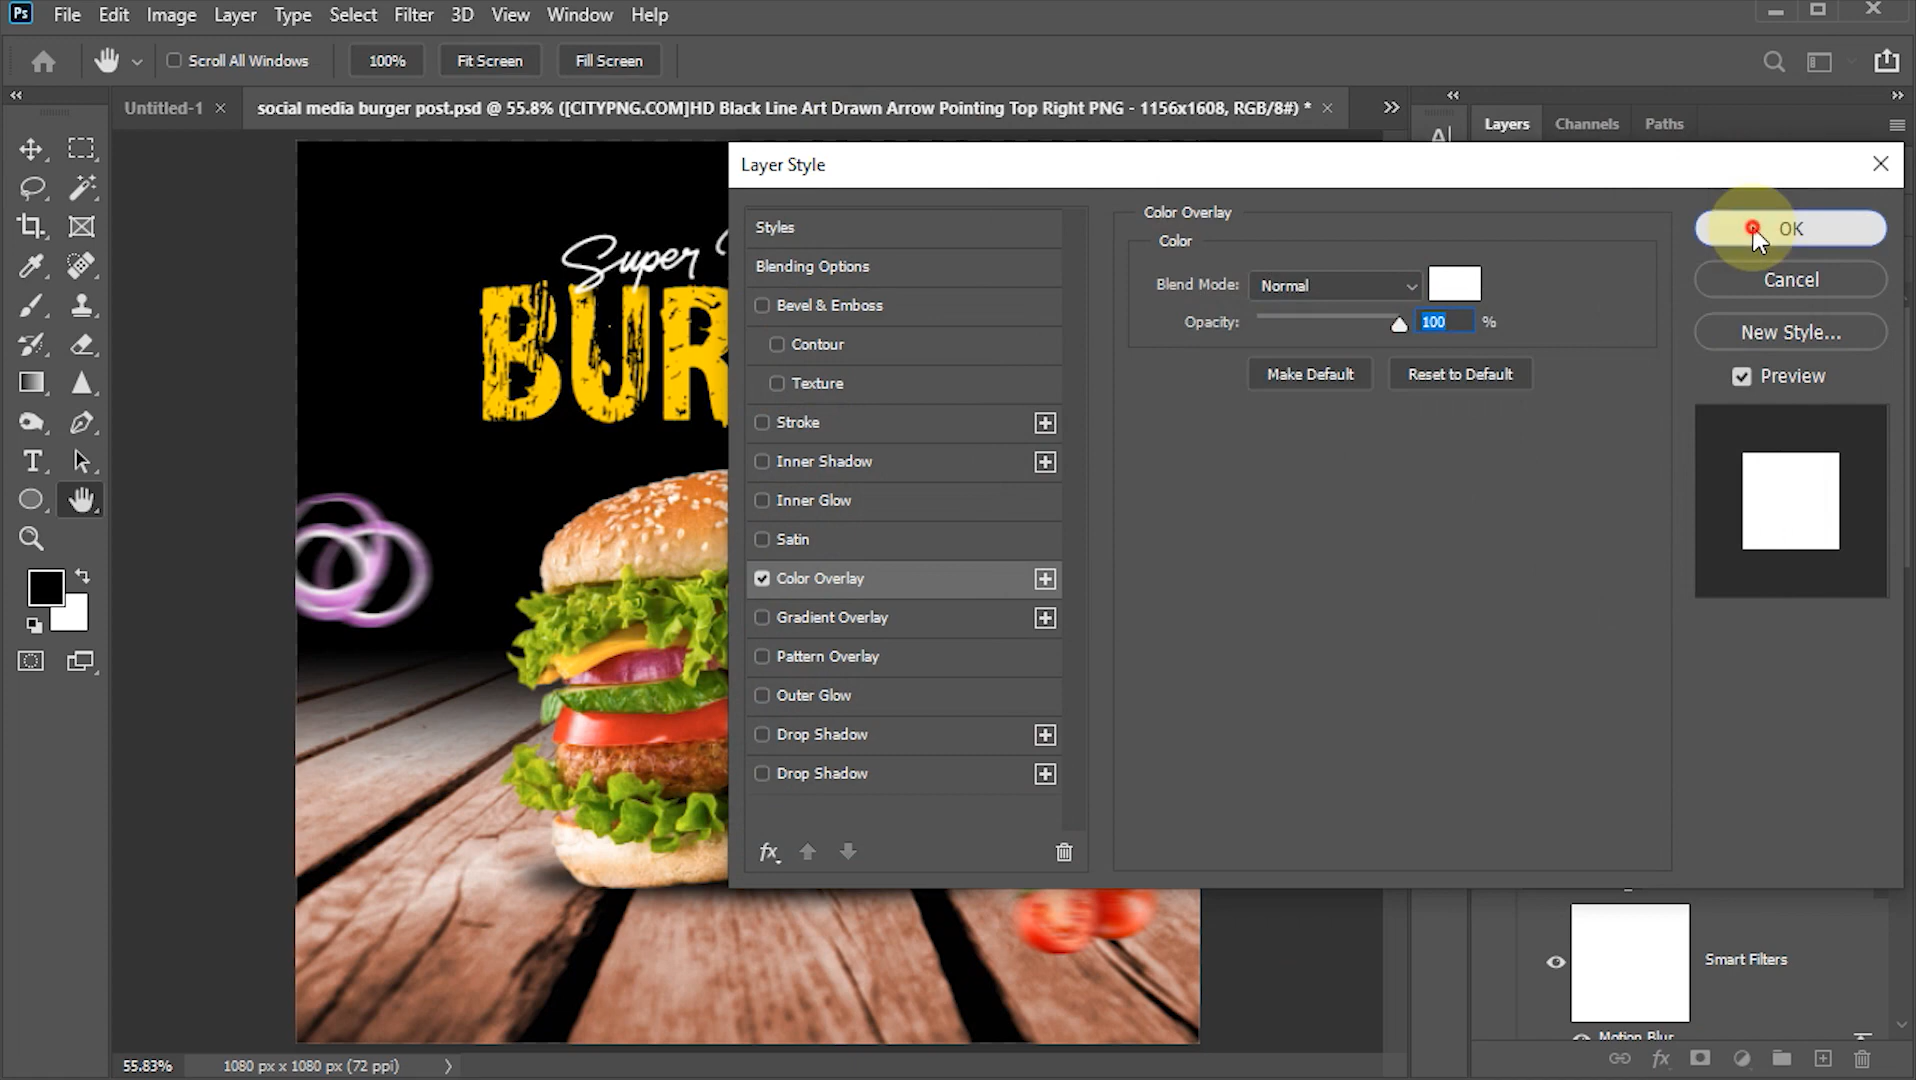 Ps File Edit Image Layer Type Select Filter 3D View Window Help
Scroll All Windows 100% Fit Screen Fill Screen
Untitled-1 × social media burger post.psd @ 55.8% ([CITYPNG.COM]HD Black Line Art Drawn Arrow Pointing Top Right PNG - 1156x1608, RGB/8#) * ×
Layers Channels Paths
Layer Style
Styles
Blending Options
Bevel & Emboss
Contour
Texture
Stroke
Inner Shadow
Inner Glow
Satin
Color Overlay
Gradient Overlay
Pattern Overlay
Outer Glow
Drop Shadow
Drop Shadow
fx
Color Overlay
Color
Blend Mode: Normal
Opacity: 100 %
Make Default Reset to Default
OK
Cancel
New Style...
Preview
Super
BUR
Smart Filters
Motion Blur
fx
55.83% 1080 px x 1080 px (72 ppi)